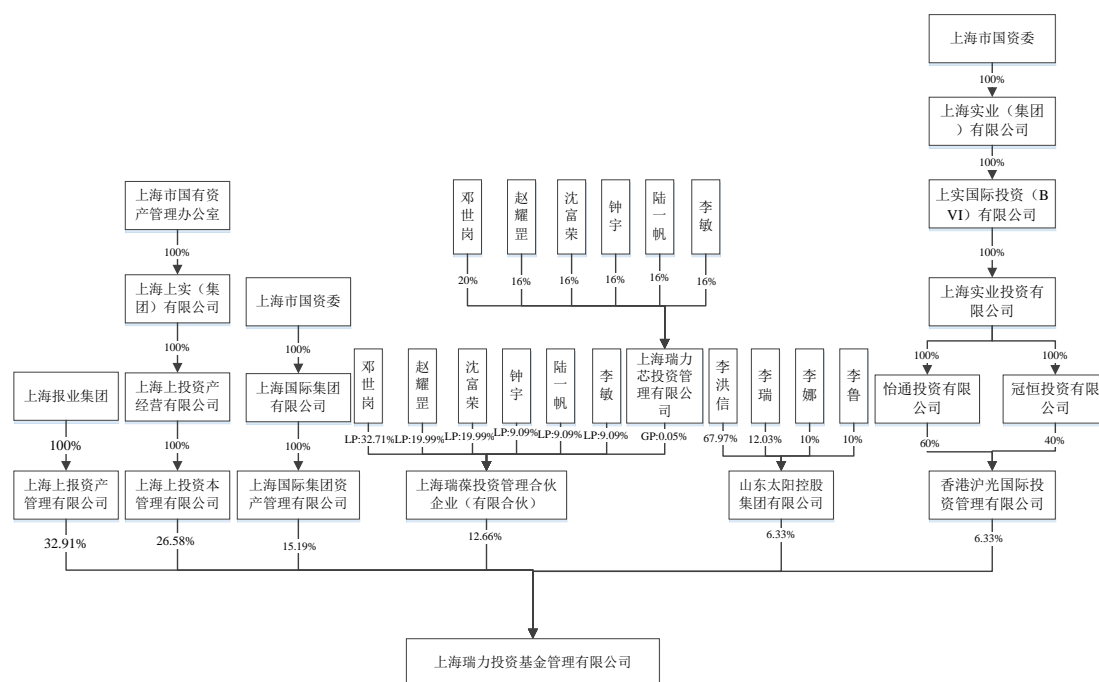 上海市国资委
100%
上海实业（集团
）有限公司
100%
上实国际投资（B
VI）有限公司
100%
上海实业投资有
限公司
100%
100%
怡通投资有限公
司
冠恒投资有限公
司
60%
40%
香港沪光国际投
资管理有限公司
6.33%
上海市国有资
产管理办公室
100%
上海上实（集
团）有限公司
100%
上海上投资产
经营有限公司
100%
上海上投资本
管理有限公司
26.58%
上海市国资委
100%
上海国际集团
有限公司
100%
上海国际集团资
产管理有限公司
15.19%
上海报业集团
100%
上海上报资产
管理有限公司
32.91%
邓世岗
赵耀罡
沈富荣
钟宇
陆一帆
李敏
20%
16%
16%
16%
16%
16%
邓世岗
赵耀罡
沈富荣
钟宇
陆一帆
李敏
上海瑞力
芯投资管
理有限公
司
LP:32.71%
LP:19.99%
LP:19.99%
LP:9.09%
LP:9.09%
LP:9.09%
GP:0.05%
上海瑞葆投资管理合伙
企业（有限合伙）
12.66%
李洪信
李瑞
李娜
李鲁
67.97%
12.03%
10%
10%
山东太阳控股
集团有限公司
6.33%
上海瑞力投资基金管理有限公司